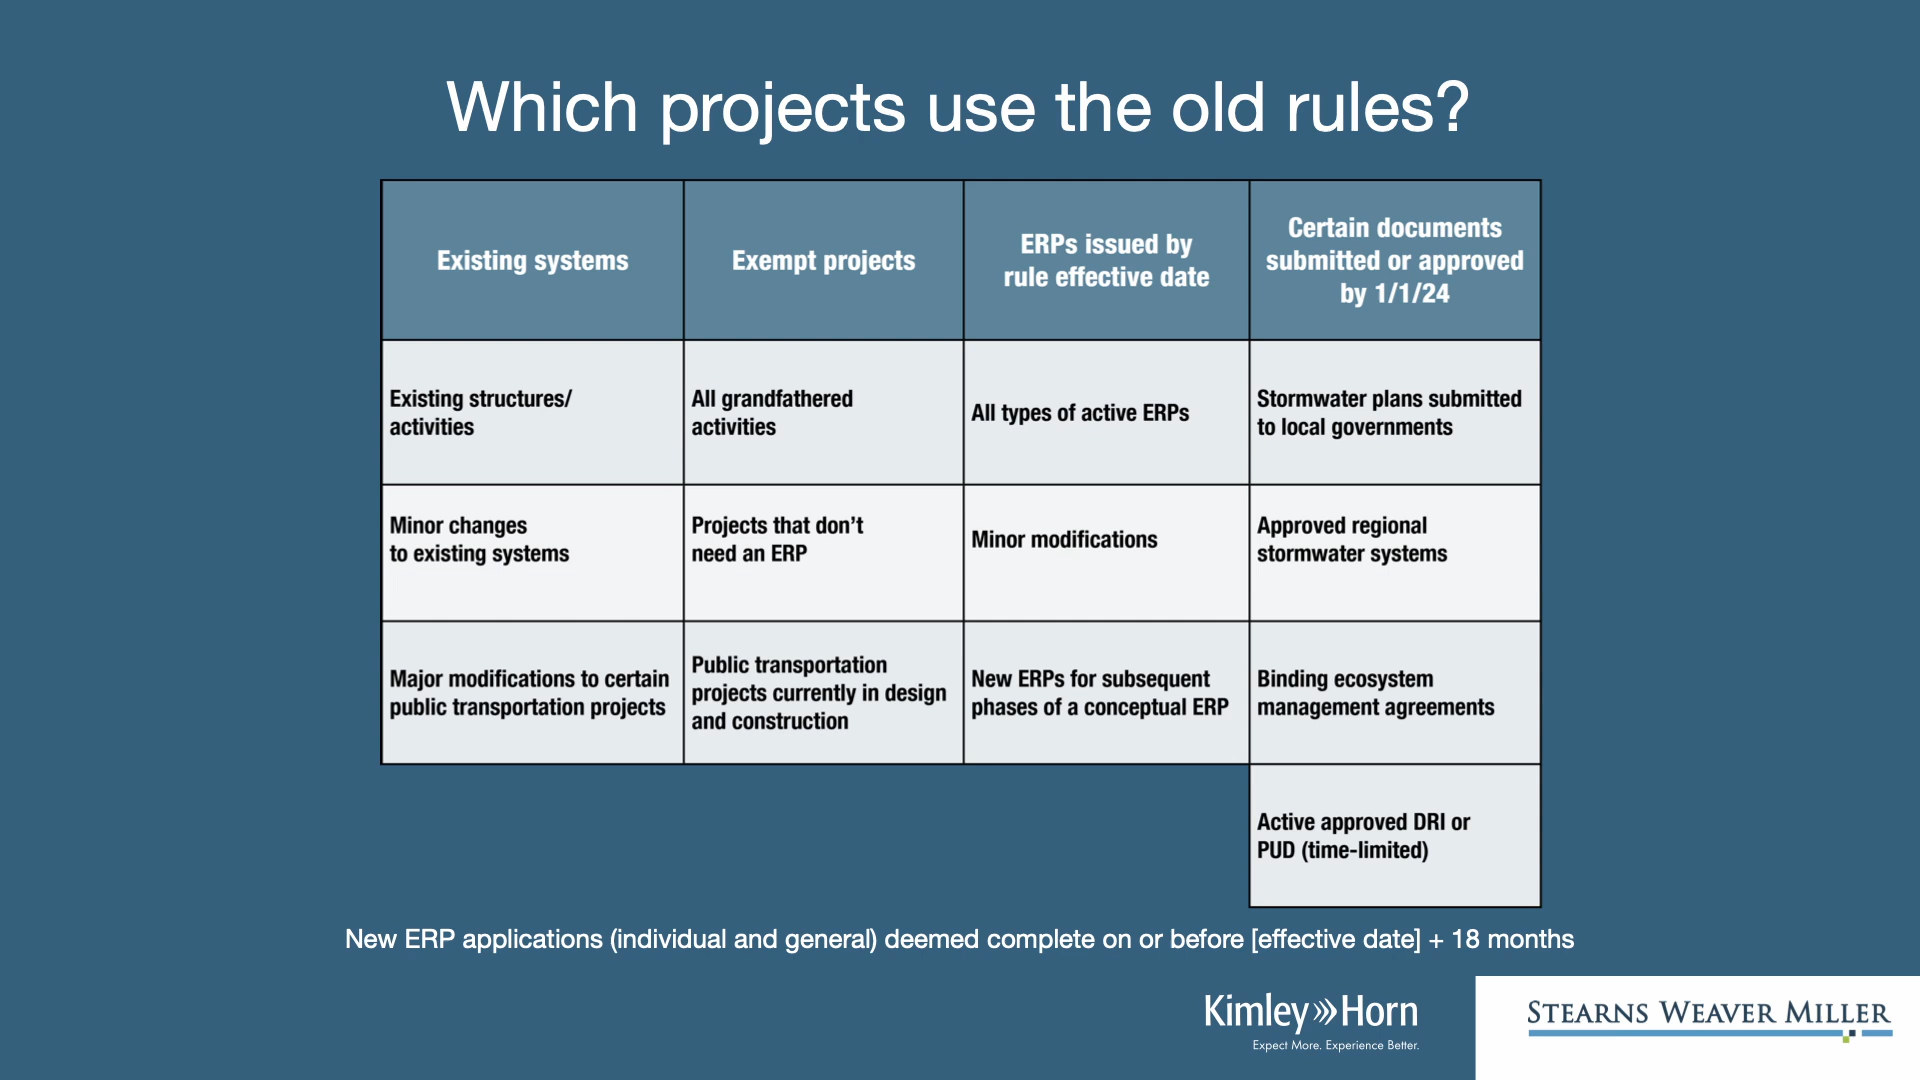 Which projects use the old rules?
Existing systems
Exempt projects
ERPs issued by
rule effective date
Certain documents
submitted or approved
by 1/1/24
Existing structures/
activities
All grandfathered
activities
All types of active ERPs
Stormwater plans submitted
to local governments
Minor changes
to existing systems
Projects that don’t
need an ERP
Minor modifications
Approved regional
stormwater systems
Major modifications to certain
public transportation projects
Public transportation
projects currently in design
and construction
New ERPs for subsequent
phases of a conceptual ERP
Binding ecosystem
management agreements
Active approved DRI or
PUD (time-limited)
New ERP applications (individual and general) deemed complete on or before [effective date] + 18 months
Kimley»Horn
Expect More. Experience Better.
STEARNS WEAVER MILLER